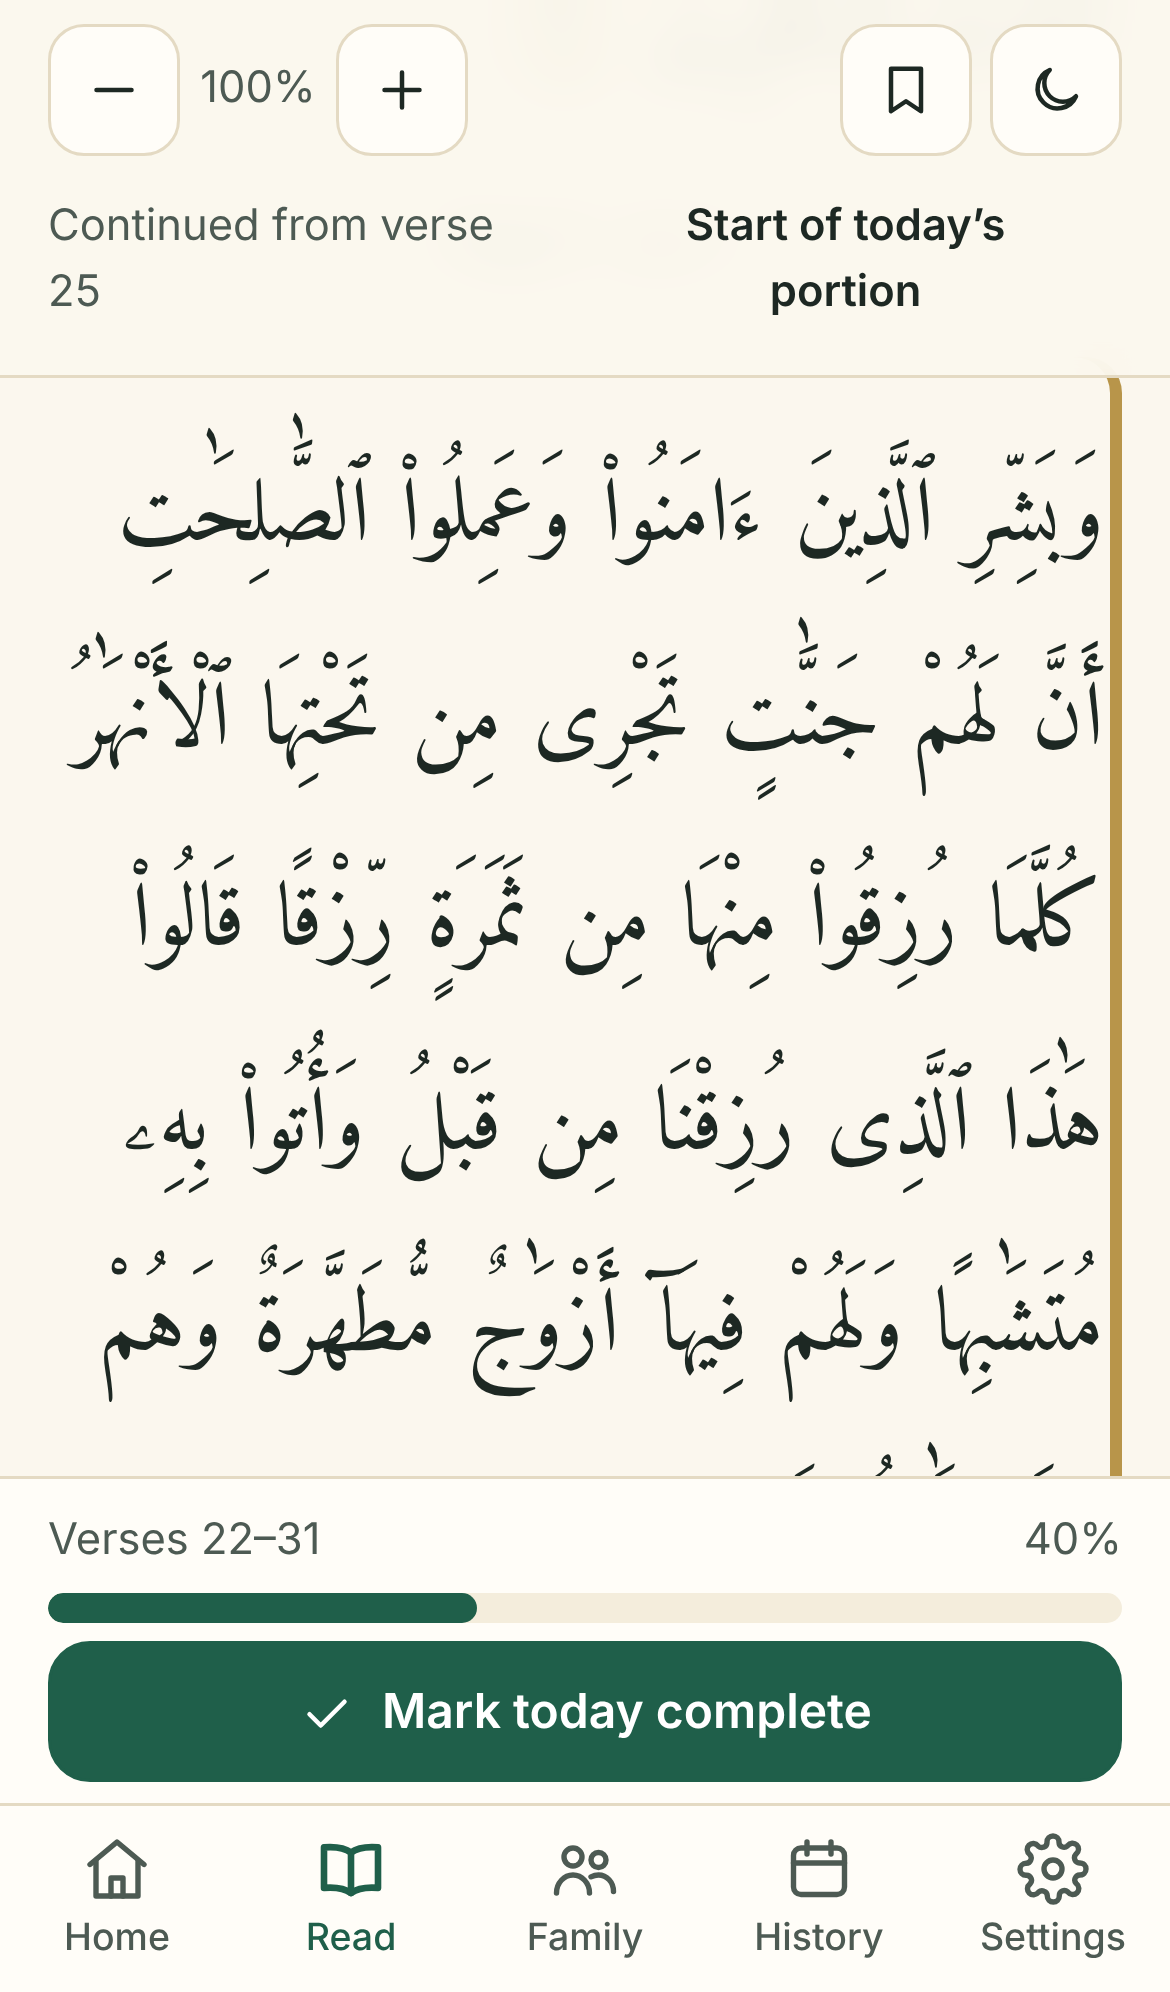 100%
Continued from verse
25
Start of today’s
portion
وَبَشِّرِ ٱلَّذِينَ ءَامَنُوا۟ وَعَمِلُوا۟ ٱلصَّٰلِحَٰتِ
أَنَّ لَهُمْ جَنَّٰتٍ تَجْرِى مِن تَحْتِهَا ٱلْأَنْهَٰرُ
كُلَّمَا رُزِقُوا۟ مِنْهَا مِن ثَمَرَةٍ رِّزْقًا قَالُوا۟
هَٰذَا ٱلَّذِى رُزِقْنَا مِن قَبْلُ وَأُتُوا۟ بِهِۦ
مُتَشَٰبِهًا وَلَهُمْ فِيهَآ أَزْوَٰجٌ مُّطَهَّرَةٌ وَهُمْ
Verses 22–31
40%
Mark today complete
Home
Read
Family
History
Settings